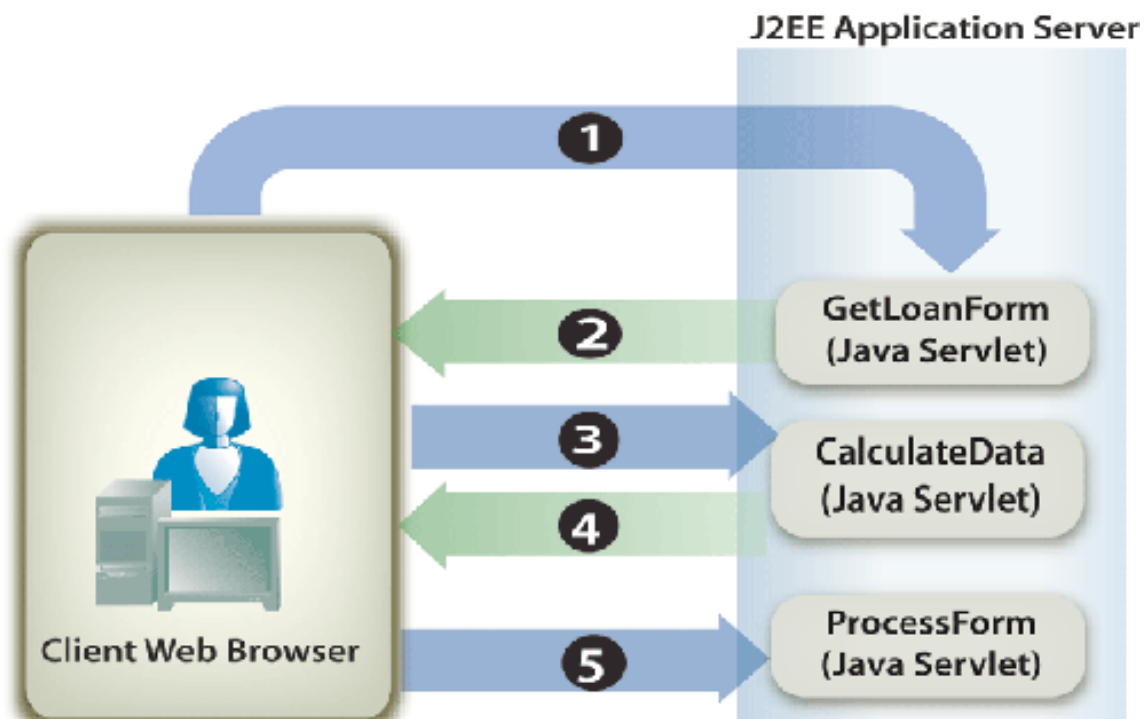 J2EE Application Server
1
GetLoanForm
(Java Servlet)
2
3
CalculateData
(Java Servlet)
4
ProcessForm
(Java Servlet)
5
Client Web Browser